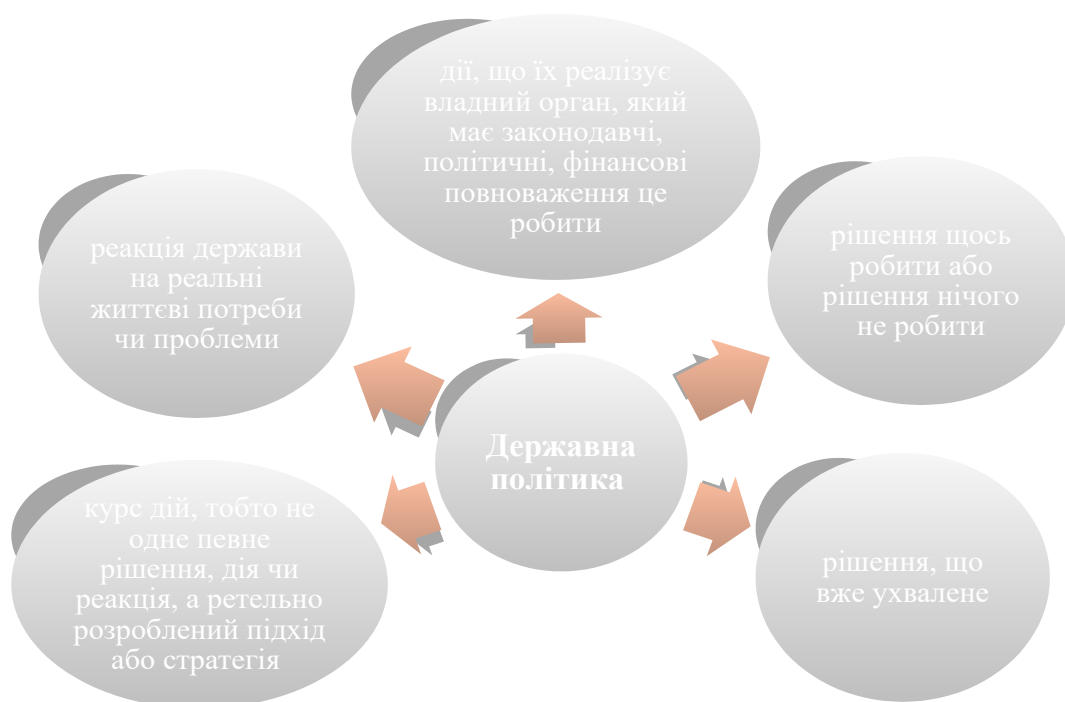 дії, що їх реалізує
владний орган, який
має законодавчі,
політичні, фінансові
повноваження це
робити
реакція держави
на реальні
життєві потреби
чи проблеми
рішення щось
робити або
рішення нічого
не робити
Державна
політика
курс дій, тобто не
одне певне
рішення, дія чи
реакція, а ретельно
розроблений підхід
або стратегія
рішення, що
вже ухвалене